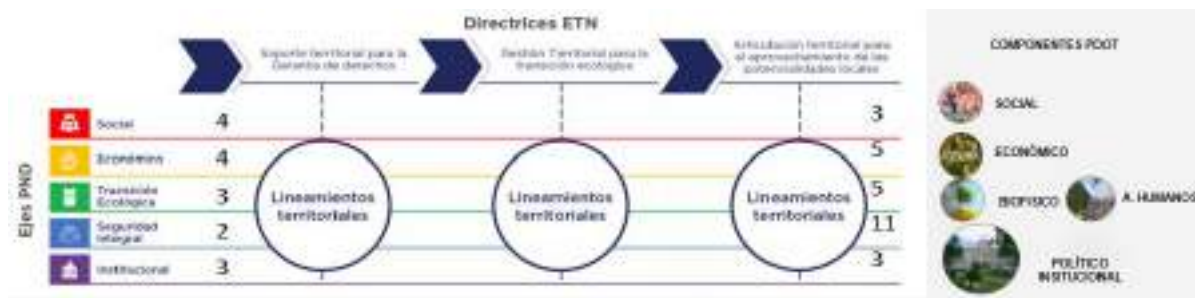 Directrices ETN
Soporte territorial para la
Garantía de derechos
Gestión Territorial para la
transición ecológica
Articulación territorial para
el aprovechamiento de las
potencialidades locales
Ejes PND
Social
4
3
Económico
4
5
Transición
Ecológica
3
5
Seguridad
Integral
2
11
Institucional
3
3
Lineamientos
territoriales
Lineamientos
territoriales
Lineamientos
territoriales
COMPONENTES PDOT
SOCIAL
ECONÓMICO
BIOFISICO
A. HUMANOS
POLÍTICO
INSITUCIONAL